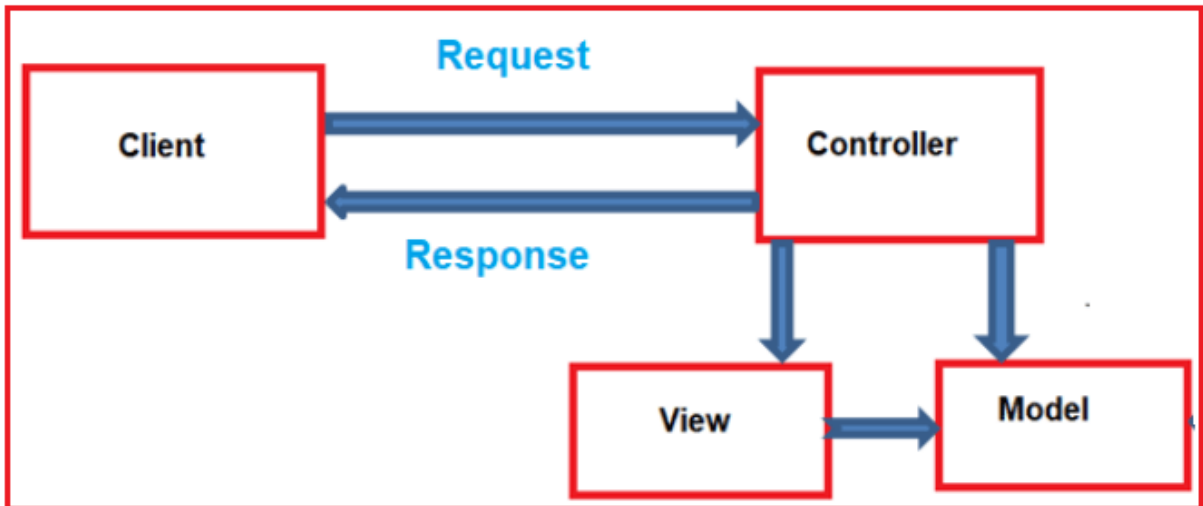 Request
Client
Controller
Response
View
Model